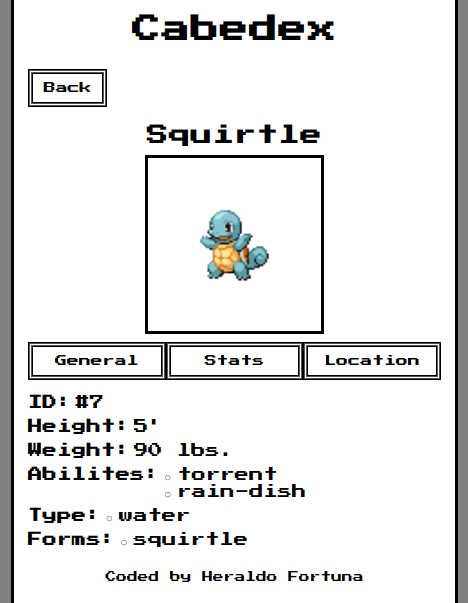 Cabedex
Back
Squirtle
General Stats Location
ID: #7
Height: 5'
Weight: 90 lbs.
Abilites: torrent
rain-dish
Type: water
Forms: squirtle
Coded by Heraldo Fortuna